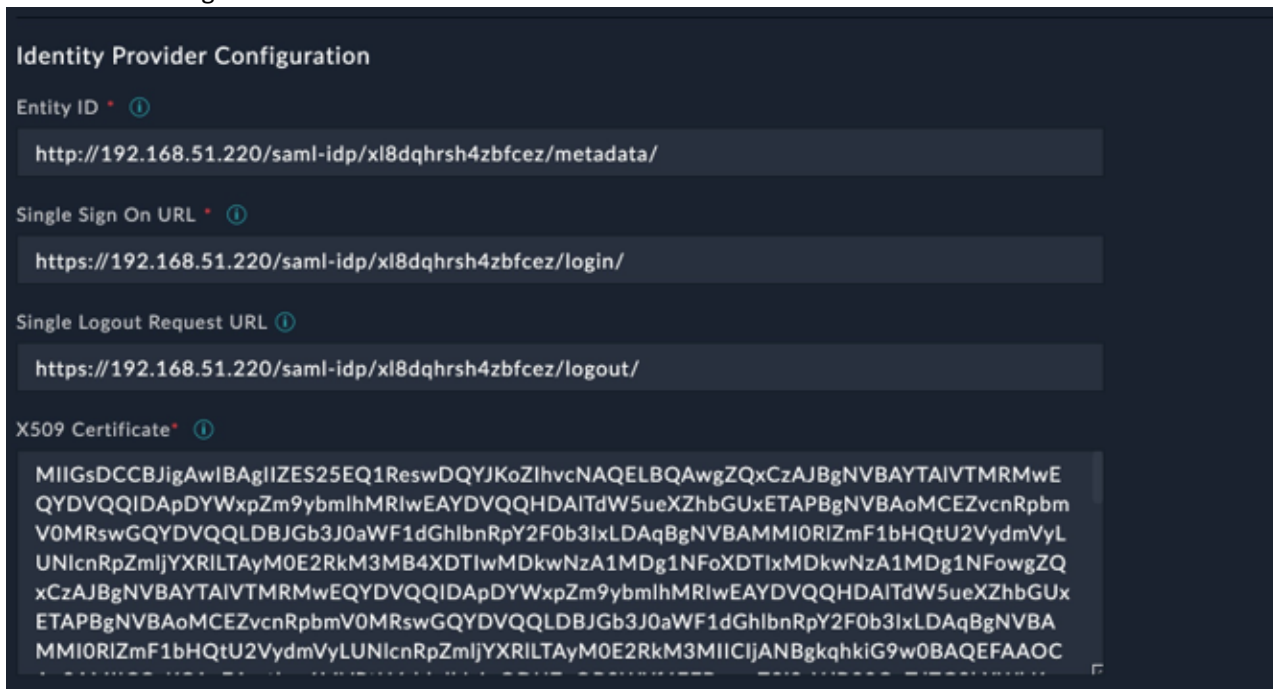 Identity Provider Configuration
Entity ID *
http://192.168.51.220/saml-idp/xl8dqhrsh4zbfcez/metadata/
Single Sign On URL *
https://192.168.51.220/saml-idp/xl8dqhrsh4zbfcez/login/
Single Logout Request URL
https://192.168.51.220/saml-idp/xl8dqhrsh4zbfcez/logout/
X509 Certificate*
MIIGsDCCBJigAwIBAgIIZES25EQ1ReswDQYJKoZIhvcNAQELBQAwgZQxCzAJBgNVBAYTAlVTMRMwE
QYDVQQIDApDYWxpZm9ybmlhMRIwEAYDVQQHDAlTdW5ueXZhbGUxETAPBgNVBAoMCEZvcnRpbm
V0MRswGQYDVQQLDBJGb3J0aWF1dGhlbnRpY2F0b3IxLDAqBgNVBAMMI0RlZmF1bHQtU2VydmVyL
UNlcnRpZmljYXRlLTAyM0E2RkM3MB4XDTIwMDkwNzA1MDg1NFoXDTIxMDkwNzA1MDg1NFowgZQ
xCzAJBgNVBAYTAlVTMRMwEQYDVQQIDApDYWxpZm9ybmlhMRIwEAYDVQQHDAlTdW5ueXZhbGUx
ETAPBgNVBAoMCEZvcnRpbmV0MRswGQYDVQQLDBJGb3J0aWF1dGhlbnRpY2F0b3IxLDAqBgNVBA
MMI0RlZmF1bHQtU2VydmVyLUNlcnRpZmljYXRlLTAyM0E2RkM3MIICIjANBgkqhkiG9w0BAQEFAAOC